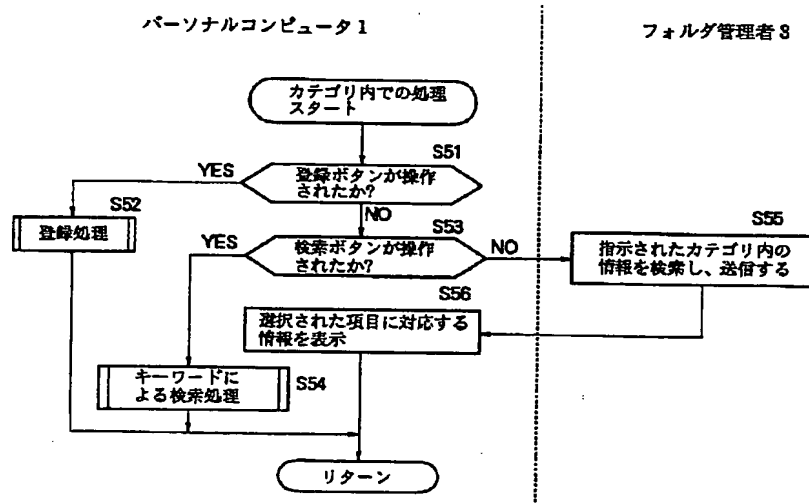 パーソナルコンピュータ1
フォルダ管理者3
カテゴリ内での処理
スタート
S51
登録ボタンが操作
されたか?
YES
NO
S52
登録処理
S53
検索ボタンが操作
されたか?
YES
NO
S55
指示されたカテゴリ内の
情報を検索し、送信する
S56
選択された項目に対応する
情報を表示
キーワードに
よる検索処理
S54
リターン